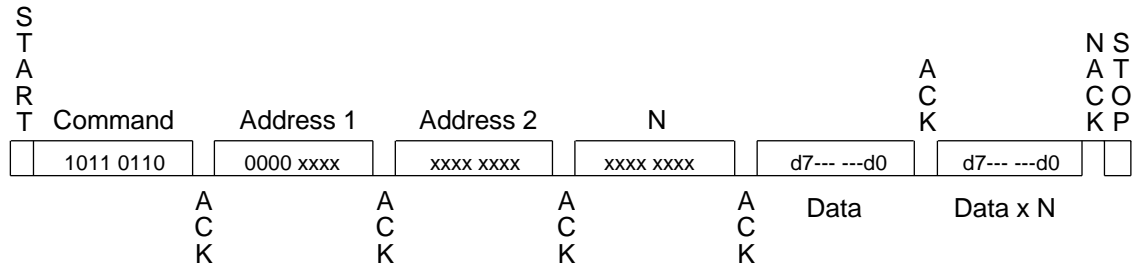 START
NACK
STOP
ACK
Command
Address 1
Address 2
N
1011 0110
0000 xxxx
xxxx xxxx
xxxx xxxx
d7--- ---d0
d7--- ---d0
ACK
ACK
ACK
ACK
Data
Data x N